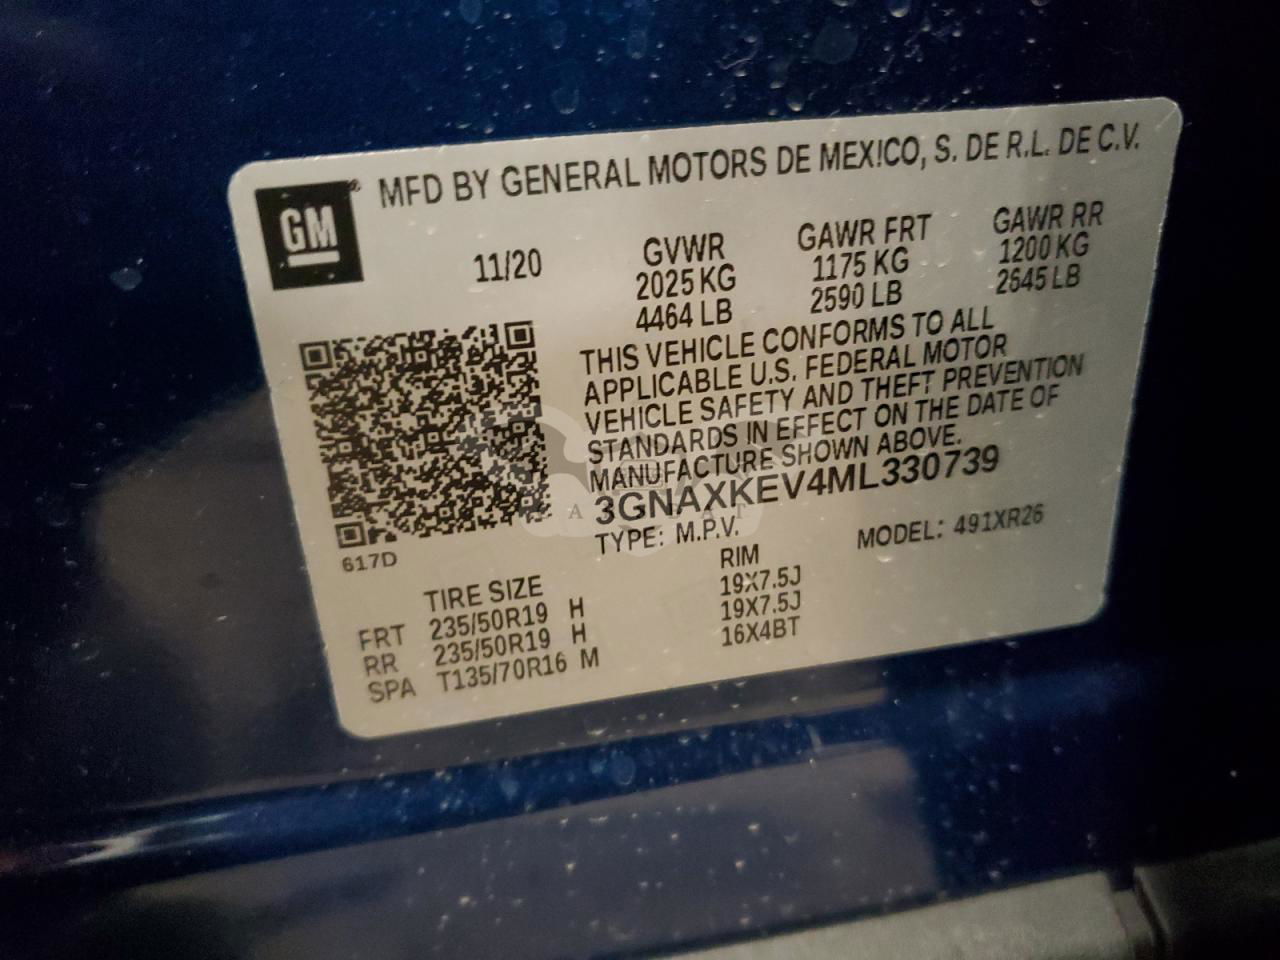 GM
MFD BY GENERAL MOTORS DE MEXICO, S. DE R.L. DE C.V.
11/20
GVWR GAWR FRT GAWR RR
2025 KG 1175 KG 1200 KG
4464 LB 2590 LB 2645 LB
THIS VEHICLE CONFORMS TO ALL
APPLICABLE U.S. FEDERAL MOTOR
VEHICLE SAFETY AND THEFT PREVENTION
STANDARDS IN EFFECT ON THE DATE OF
MANUFACTURE SHOWN ABOVE.
3GNAXKEV4ML330739
TYPE: M.P.V. MODEL: 491XR26
617D
TIRE SIZE RIM
FRT 235/50R19 H 19X7.5J
RR 235/50R19 H 19X7.5J
SPA T135/70R16 M 16X4BT